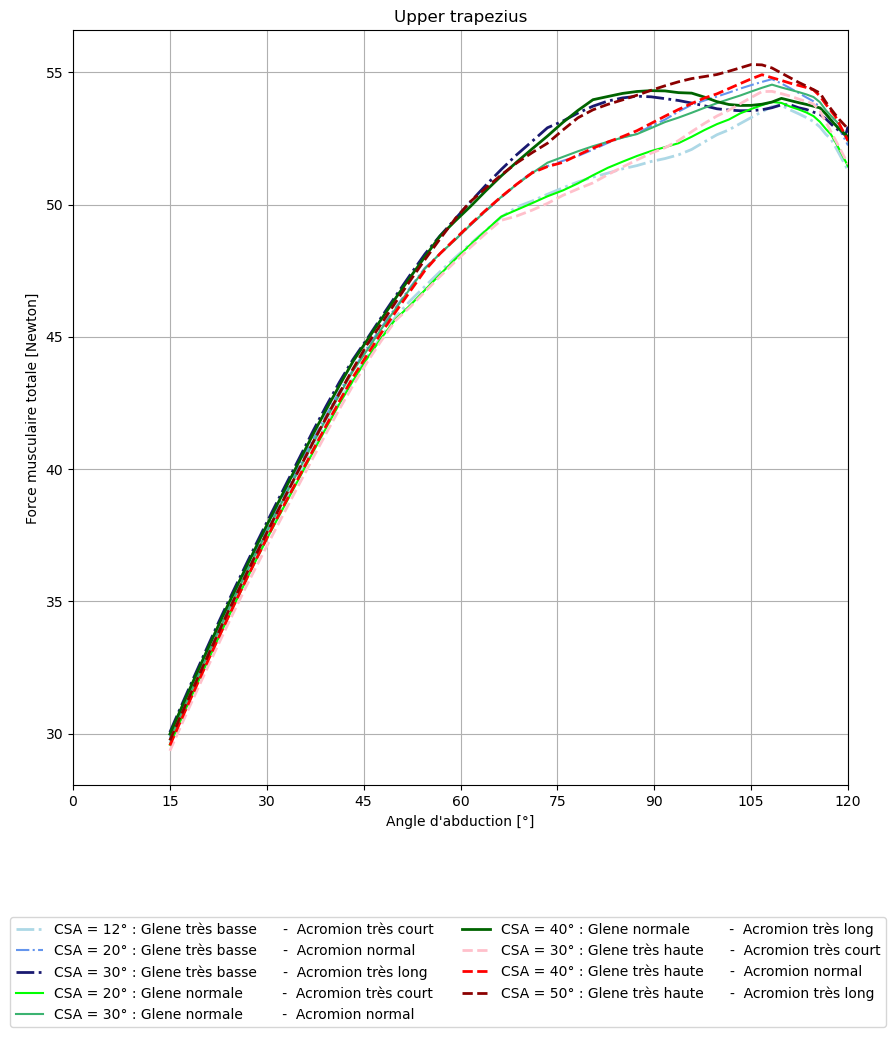 Upper trapezius
55
50
45
40
35
30
Force musculaire totale [Newton]
0 15 30 45 60 75 90 105 120
Angle d'abduction [°]
CSA = 12° : Glene très basse - Acromion très court
CSA = 20° : Glene très basse - Acromion normal
CSA = 30° : Glene très basse - Acromion très long
CSA = 20° : Glene normale - Acromion très court
CSA = 30° : Glene normale - Acromion normal
CSA = 40° : Glene normale - Acromion très long
CSA = 30° : Glene très haute - Acromion très court
CSA = 40° : Glene très haute - Acromion normal
CSA = 50° : Glene très haute - Acromion très long